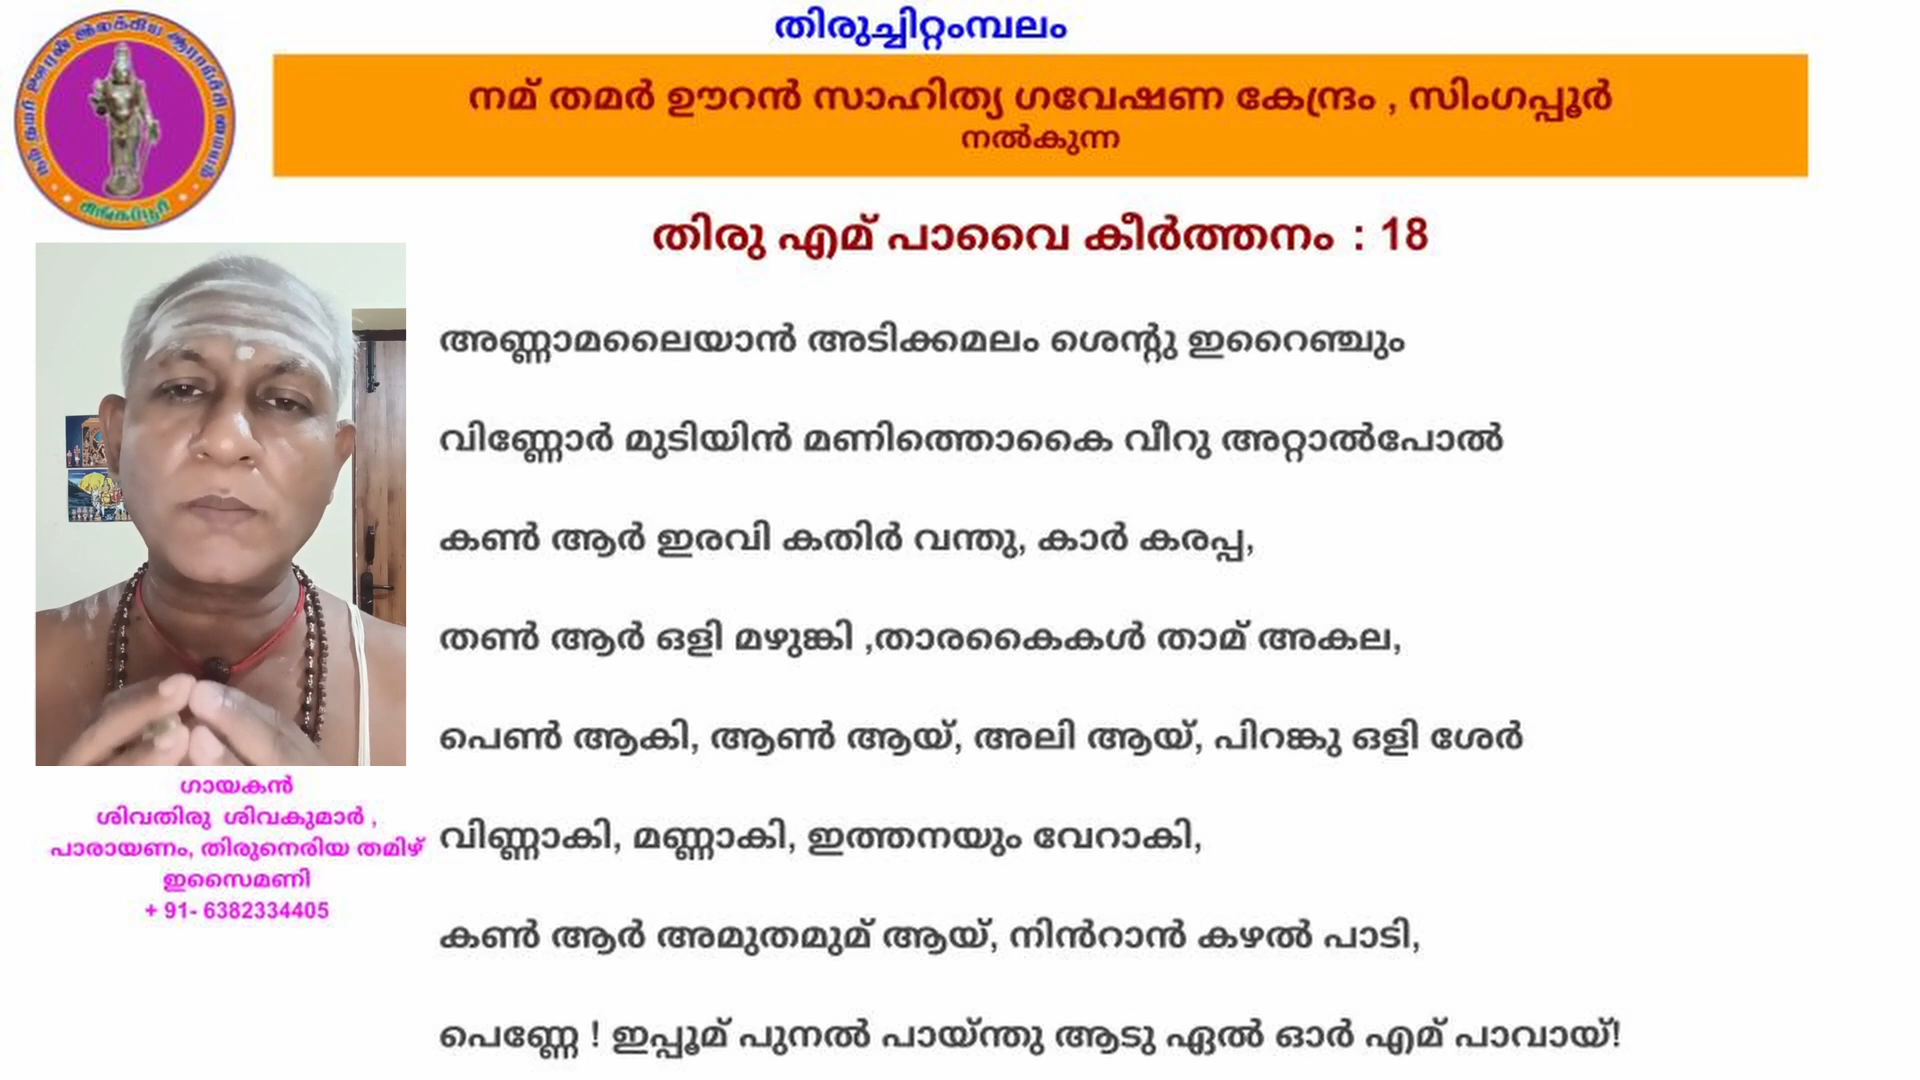 തിരുച്ചിറ്റംമ്പലം
നമ് തമർ ഊറൻ സാഹിത്യ ഗവേഷണ കേന്ദ്രം , സിംഗപ്പൂർ
നൽകുന്ന
തിരു എമ് പാവൈ കീർത്തനം : 18
അണ്ണാമലൈയാൻ അടിക്കമലം ശെന്റു ഇറൈഞ്ചും
വിണ്ണോർ മുടിയിൻ മണിത്തൊകൈ വീറു അറ്റാൽപോൽ
കൺ ആർ ഇരവി കതിർ വന്തു, കാർ കരപ്പ,
തൺ ആർ ഒളി മഴുങ്കി ,താരകൈകൾ താമ് അകല,
പെൺ ആകി, ആൺ ആയ്, അലി ആയ്, പിറങ്കു ഒളി ശേർ
വിണ്ണാകി, മണ്ണാകി, ഇത്തനയും വേറാകി,
കൺ ആർ അമുതമുമ് ആയ്, നിൻറാൻ കഴൽ പാടി,
പെണ്ണേ ! ഇപ്പൂമ് പുനൽ പായ്ന്തു ആടു ഏൽ ഓർ എമ് പാവായ്!
ഗായകൻ
ശിവതിരു ശിവകുമാർ ,
പാരായണം, തിരുനെരിയ തമിഴ്
ഇസൈമണി
+ 91- 6382334405